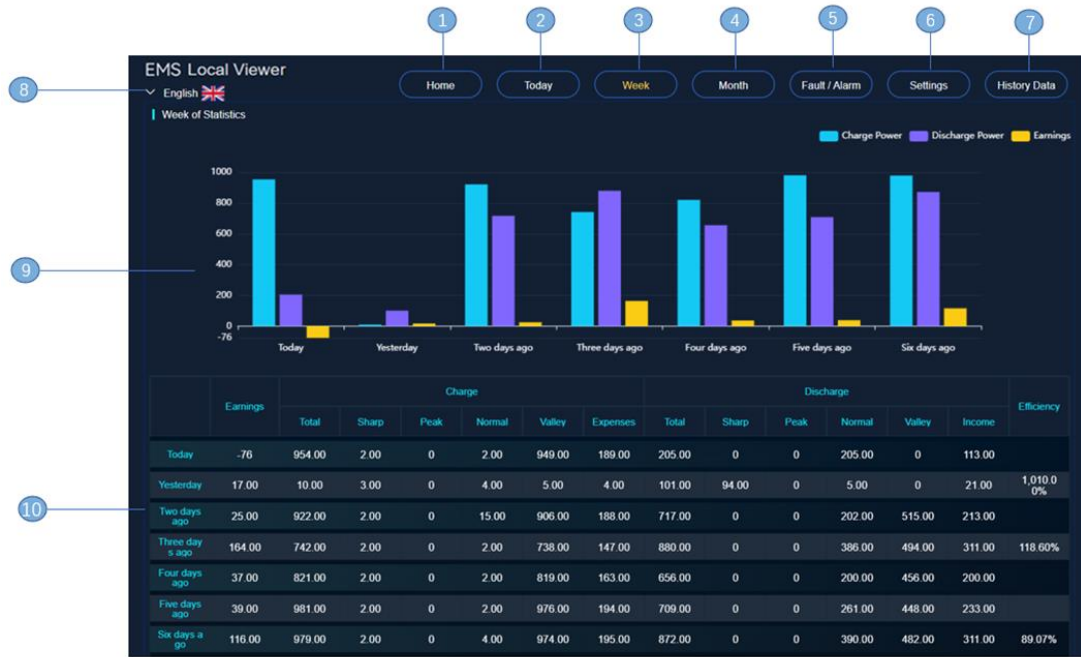 1 2 3 4 5 6 7
EMS Local Viewer
8 English
Home Today Week Month Fault / Alarm Settings History Data
Week of Statistics
Charge Power Discharge Power Earnings
1000
800
600
400
9
200
0
-76
Today Yesterday Two days ago Three days ago Four days ago Five days ago Six days ago
Earnings Charge Discharge Efficiency
Total Sharp Peak Normal Valley Expenses Total Sharp Peak Normal Valley Income
Today -76 954.00 2.00 0 2.00 949.00 189.00 205.00 0 0 205.00 0 113.00
Yesterday 17.00 10.00 3.00 0 4.00 5.00 4.00 101.00 94.00 0 5.00 0 21.00 1,010.0
0%
10
Two days
ago 25.00 922.00 2.00 0 15.00 906.00 188.00 717.00 0 0 202.00 515.00 213.00
Three day
s ago 164.00 742.00 2.00 0 2.00 738.00 147.00 880.00 0 0 386.00 494.00 311.00 118.60%
Four days
ago 37.00 821.00 2.00 0 2.00 819.00 163.00 656.00 0 0 200.00 456.00 200.00
Five days
ago 39.00 981.00 2.00 0 2.00 976.00 194.00 709.00 0 0 261.00 448.00 233.00
Six days a
go 116.00 979.00 2.00 0 4.00 974.00 195.00 872.00 0 0 390.00 482.00 311.00 89.07%